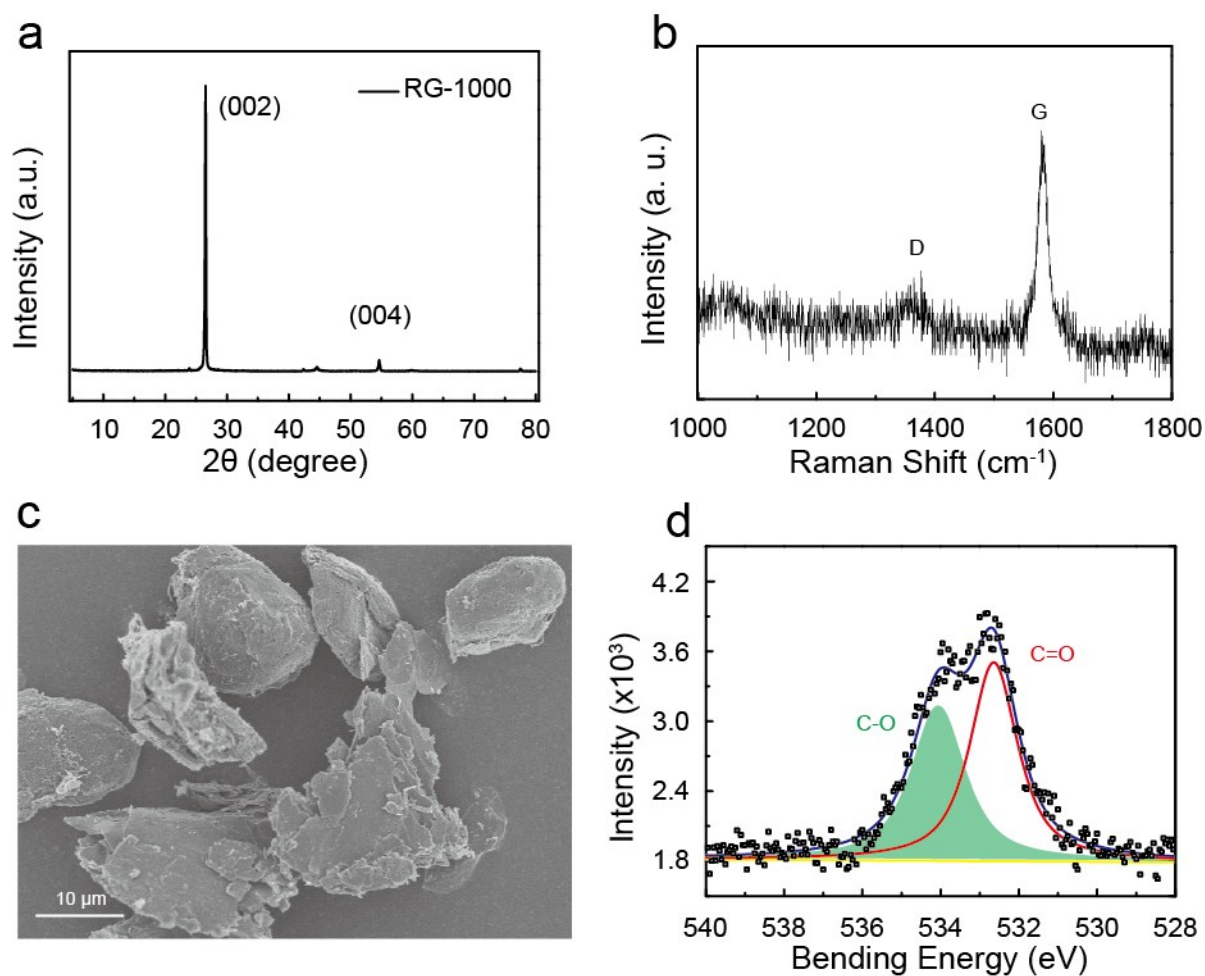 a
RG-1000
(002)
(004)
Intensity (a.u.)
10 20 30 40 50 60 70 80
2θ (degree)
b
G
D
Intensity (a. u.)
1000 1200 1400 1600 1800
Raman Shift (cm-1)
c
10 µm
d
4.2
3.6
3.0
2.4
1.8
C=O
C-O
Intensity (x10³)
540 538 536 534 532 530 528
Bending Energy (eV)